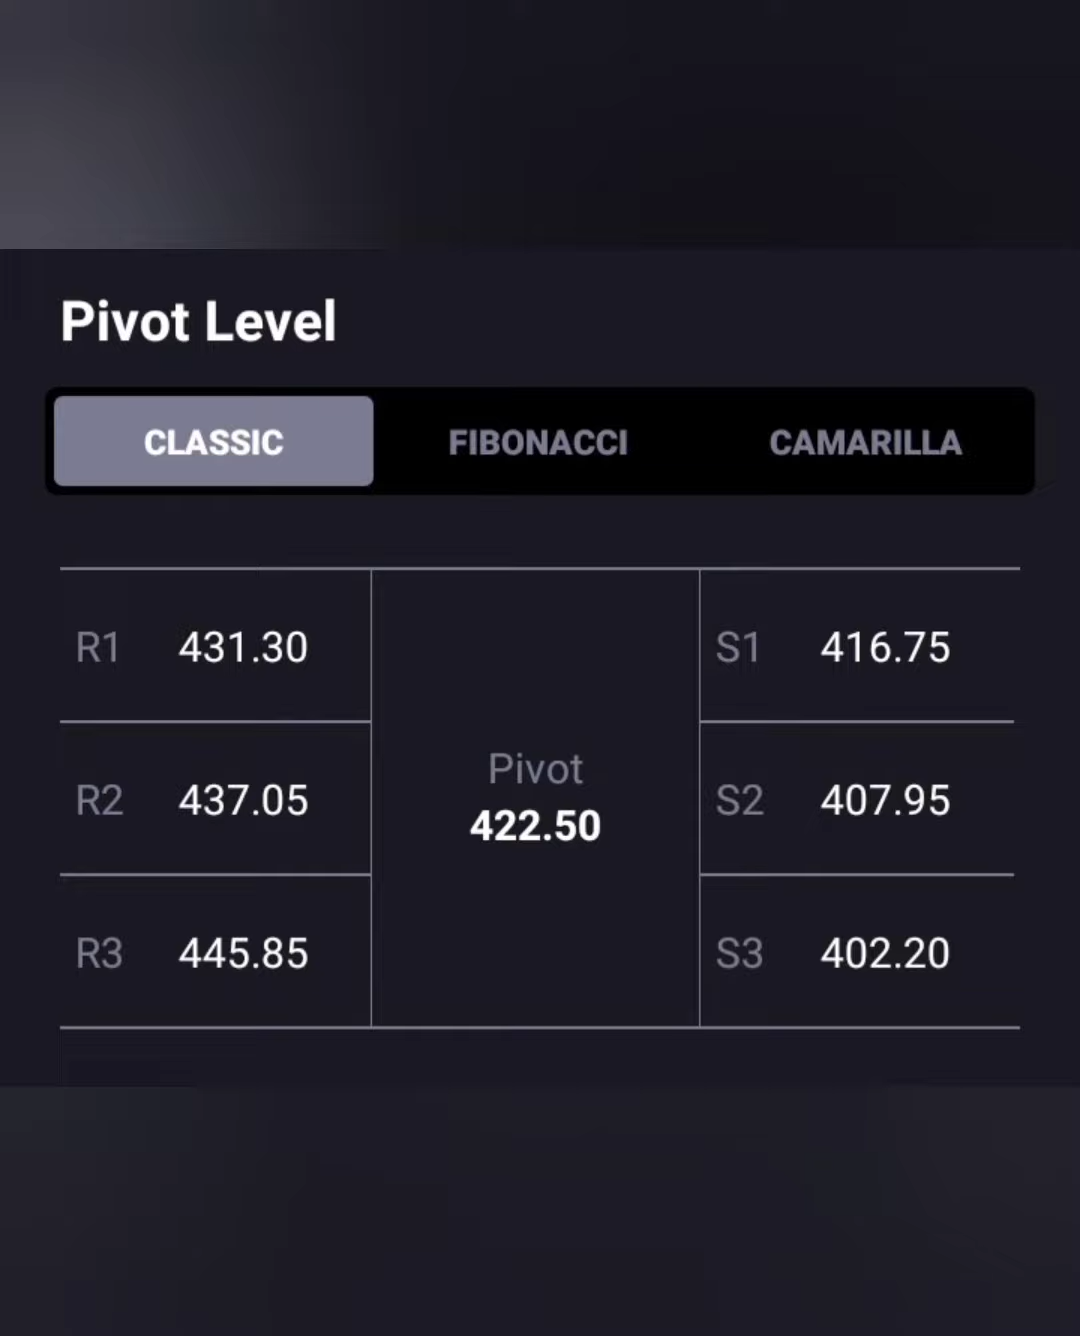 Pivot Level
CLASSIC FIBONACCI CAMARILLA
R1 431.30
R2 437.05
R3 445.85
Pivot
422.50
S1 416.75
S2 407.95
S3 402.20